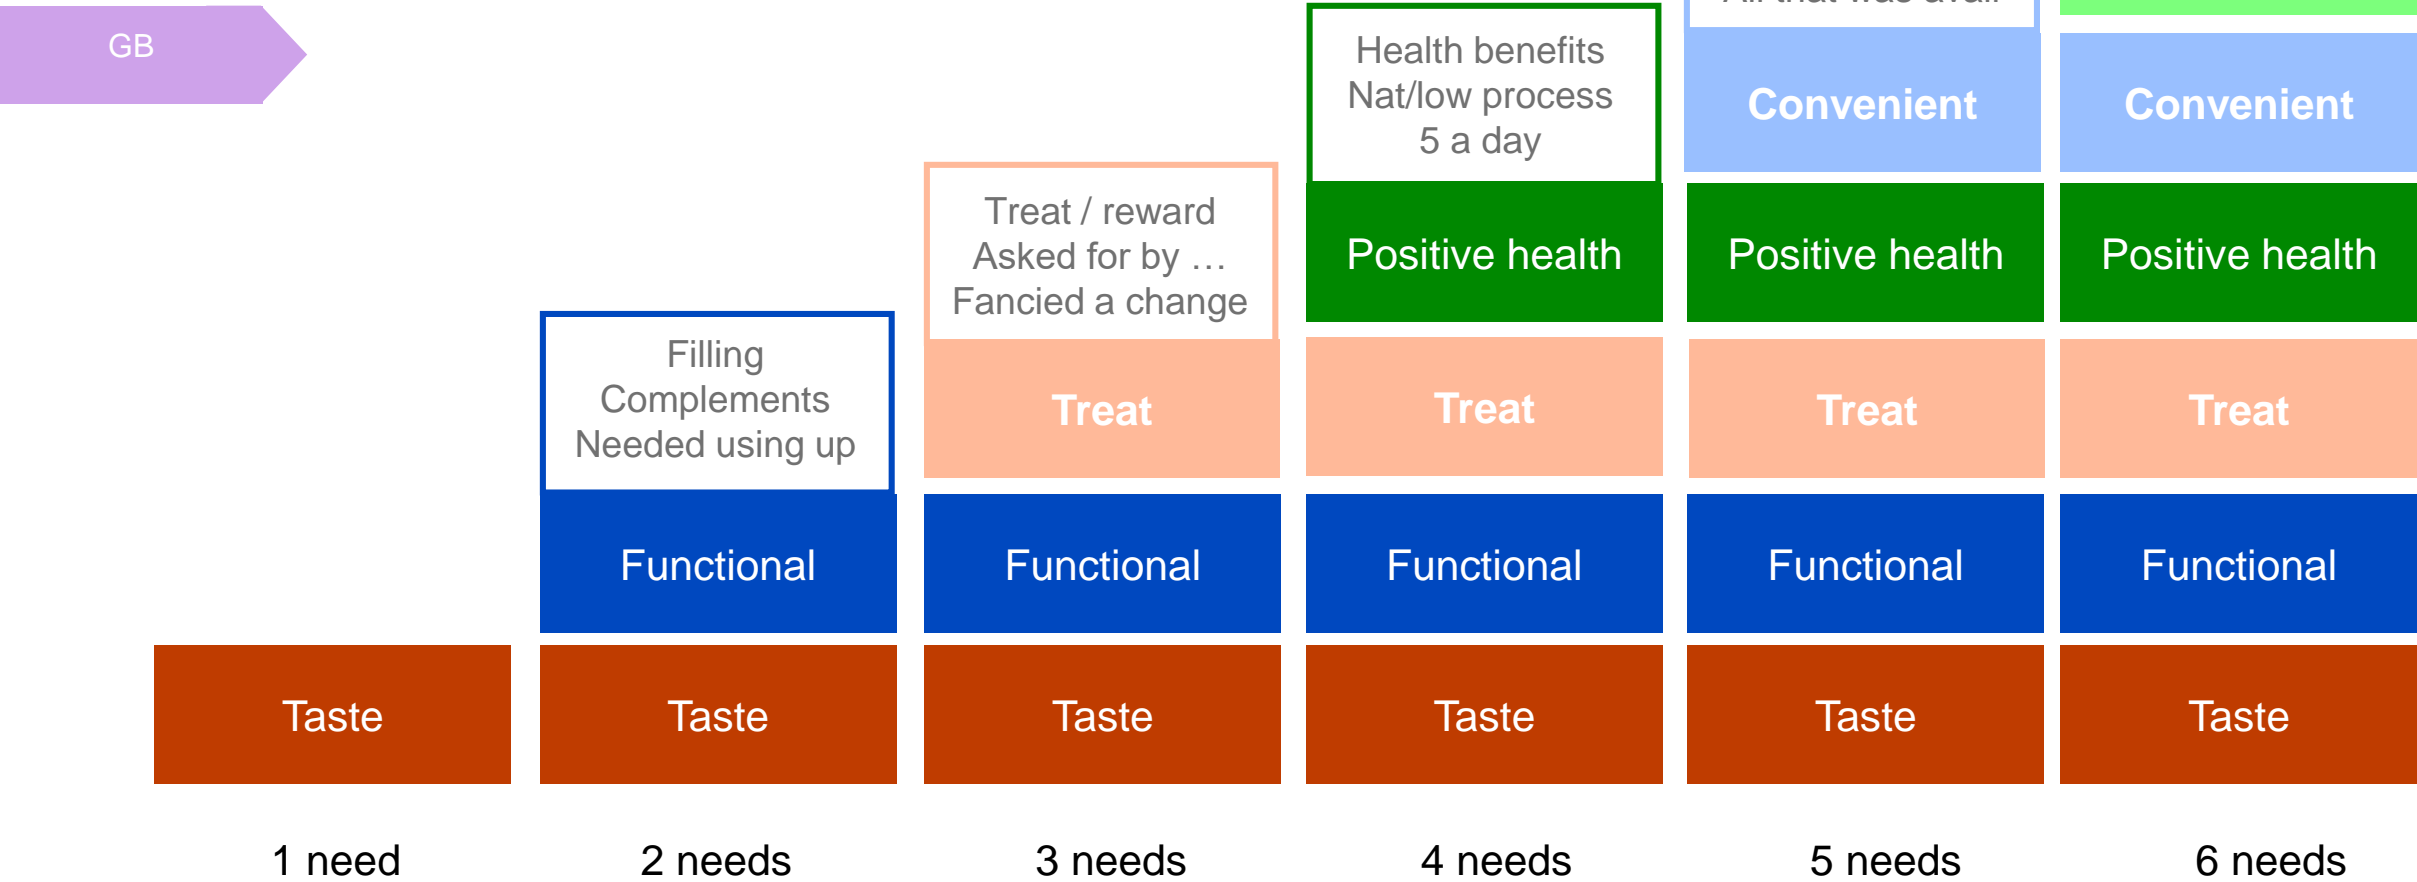 GB
Health benefits
Nat/low process
5 a day
Convenient
Convenient
Treat / reward
Asked for by …
Fancied a change
Positive health
Positive health
Positive health
Filling
Complements
Needed using up
Treat
Treat
Treat
Treat
Functional
Functional
Functional
Functional
Functional
Taste
Taste
Taste
Taste
Taste
Taste
1 need
2 needs
3 needs
4 needs
5 needs
6 needs